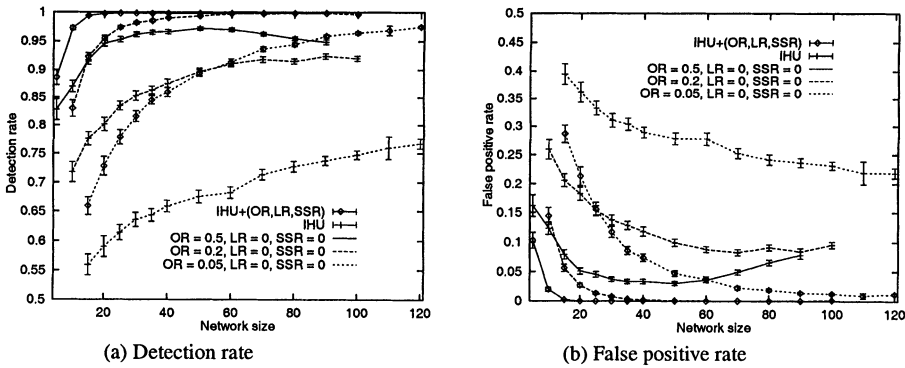 1
0.95
0.9
0.85
0.8
0.75
0.7
0.65
0.6
0.55
0.5
Detection rate
IHU+(OR,LR,SSR)
IHU
OR = 0.5, LR = 0, SSR = 0
OR = 0.2, LR = 0, SSR = 0
OR = 0.05, LR = 0, SSR = 0
20 40 60 80 100 120
Network size
(a) Detection rate
0.5
0.45
0.4
0.35
0.3
0.25
0.2
0.15
0.1
0.05
0
False positive rate
IHU+(OR,LR,SSR)
IHU
OR = 0.5, LR = 0, SSR = 0
OR = 0.2, LR = 0, SSR = 0
OR = 0.05, LR = 0, SSR = 0
20 40 60 80 100 120
Network size
(b) False positive rate